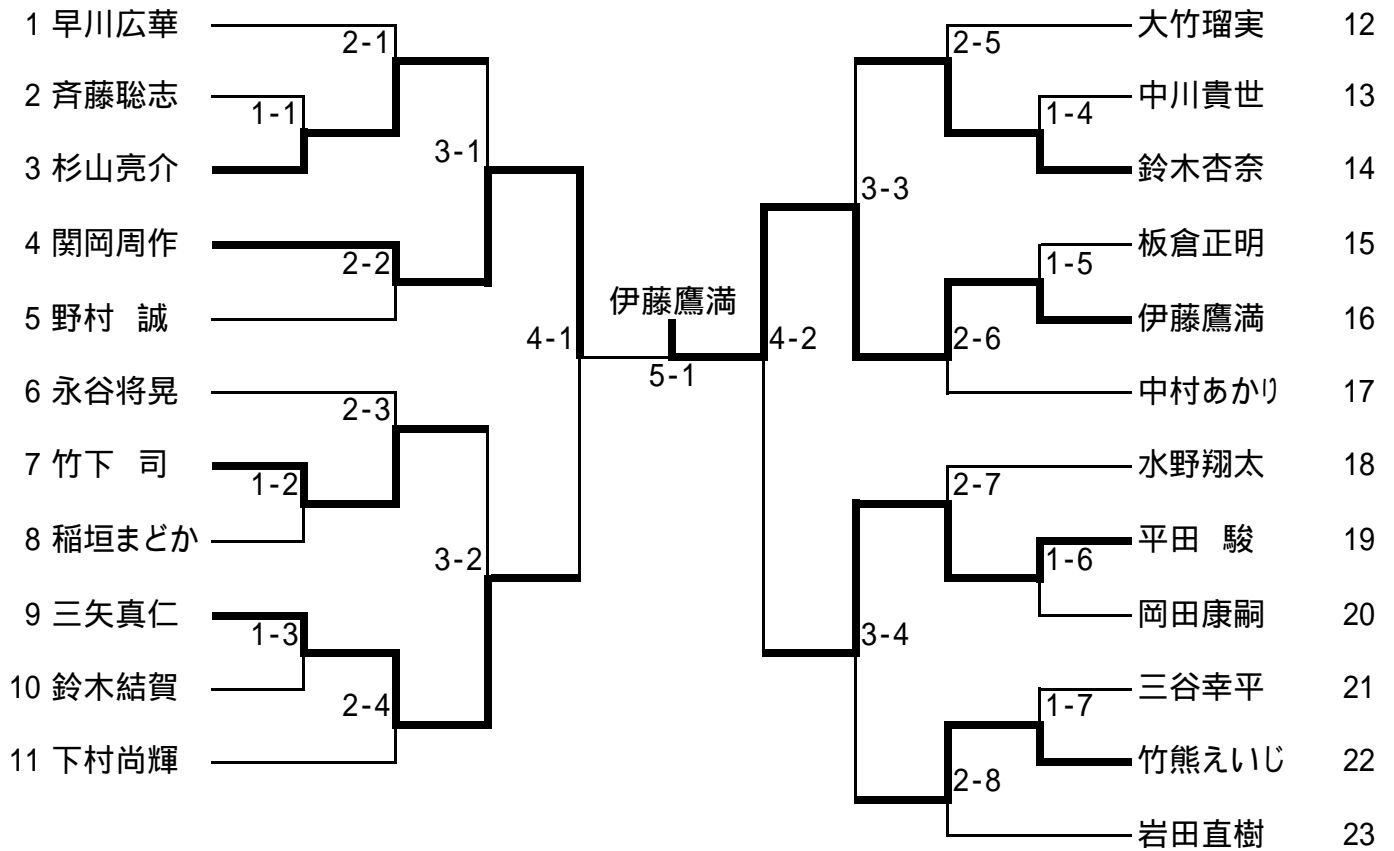 1 早川広華
2 斉藤聡志
3 杉山亮介
4 関岡周作
5 野村 誠
6 永谷将晃
7 竹下 司
8 稲垣まどか
9 三矢真仁
10 鈴木結賀
11 下村尚輝
1-1
1-2
1-3
2-1
2-2
2-3
2-4
3-1
3-2
4-1
伊藤鷹満
5-1
4-2
3-3
3-4
2-5
2-6
2-7
2-8
1-4
1-5
1-6
1-7
大竹瑠実 12
中川貴世 13
鈴木杏奈 14
板倉正明 15
伊藤鷹満 16
中村あかり 17
水野翔太 18
平田 駿 19
岡田康嗣 20
三谷幸平 21
竹熊えいじ 22
岩田直樹 23